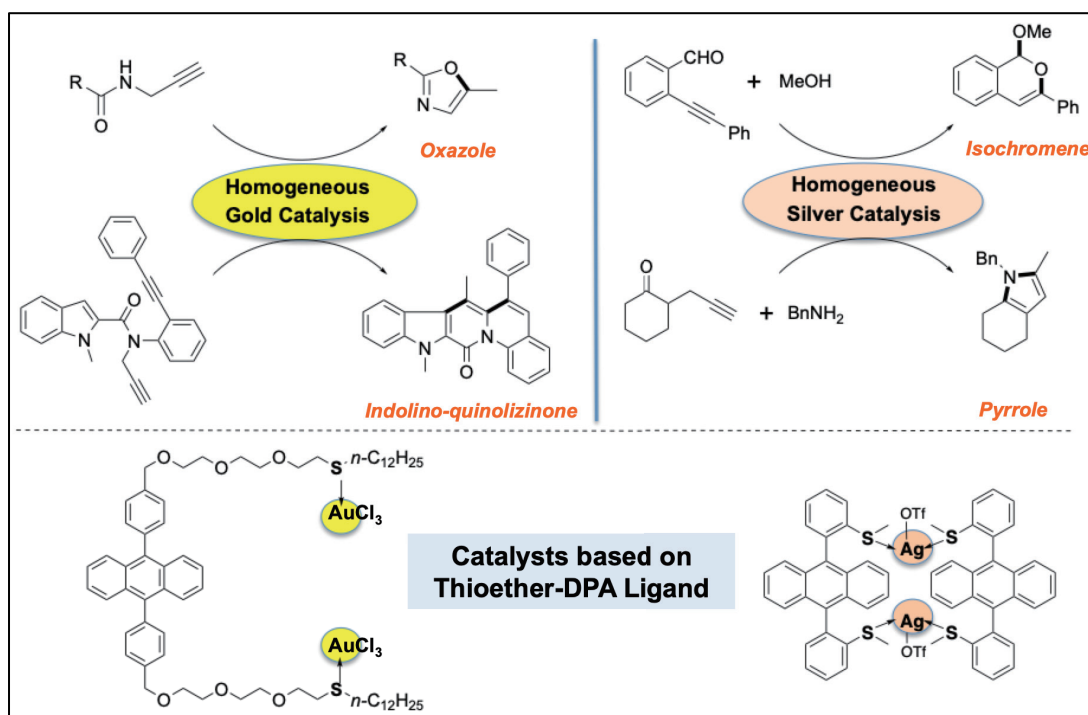 R
H
N
O
R
O
N
Oxazole
Homogeneous
Gold Catalysis
O
N
N
N
N
O
Indolino-quinolizinone
CHO
Ph
+ MeOH
OMe
O
Ph
Isochromene
Homogeneous
Silver Catalysis
O
+ BnNH2
Bn
N
Pyrrole
O
O
O
S
n-C12H25
AuCl3
Catalysts based on
Thioether-DPA Ligand
AuCl3
O
O
O
S
n-C12H25
OTf
S
S
Ag
Ag
S
S
OTf